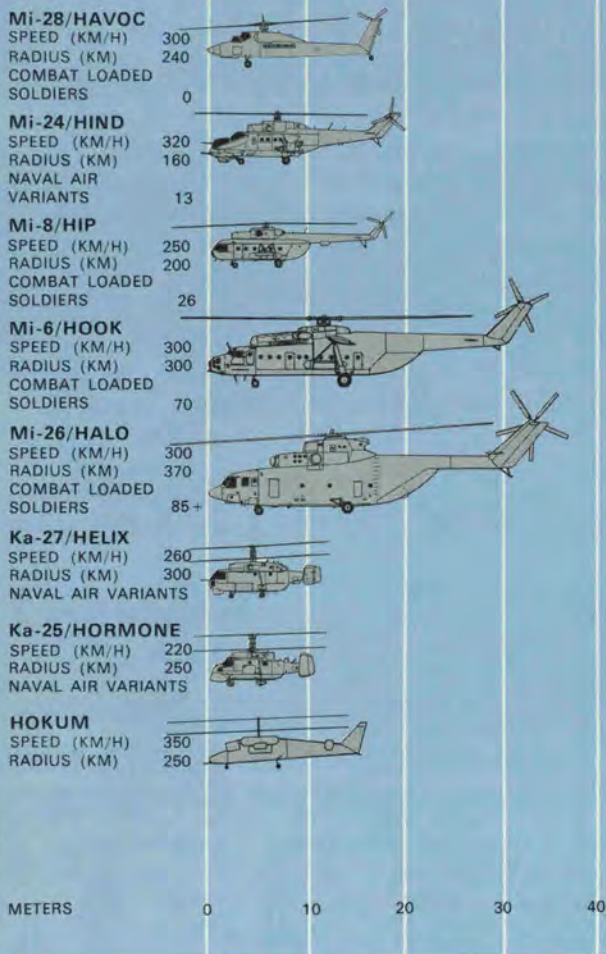 Mi-28/HAVOC
SPEED (KM/H) 300
RADIUS (KM) 240
COMBAT LOADED
SOLDIERS 0
Mi-24/HIND
SPEED (KM/H) 320
RADIUS (KM) 160
NAVAL AIR
VARIANTS 13
Mi-8/HIP
SPEED (KM/H) 250
RADIUS (KM) 200
COMBAT LOADED
SOLDIERS 26
Mi-6/HOOK
SPEED (KM/H) 300
RADIUS (KM) 300
COMBAT LOADED
SOLDIERS 70
Mi-26/HALO
SPEED (KM/H) 300
RADIUS (KM) 370
COMBAT LOADED
SOLDIERS 85+
Ka-27/HELIX
SPEED (KM/H) 260
RADIUS (KM) 300
NAVAL AIR VARIANTS
Ka-25/HORMONE
SPEED (KM/H) 220
RADIUS (KM) 250
NAVAL AIR VARIANTS
HOKUM
SPEED (KM/H) 350
RADIUS (KM) 250
METERS 0 10 20 30 40